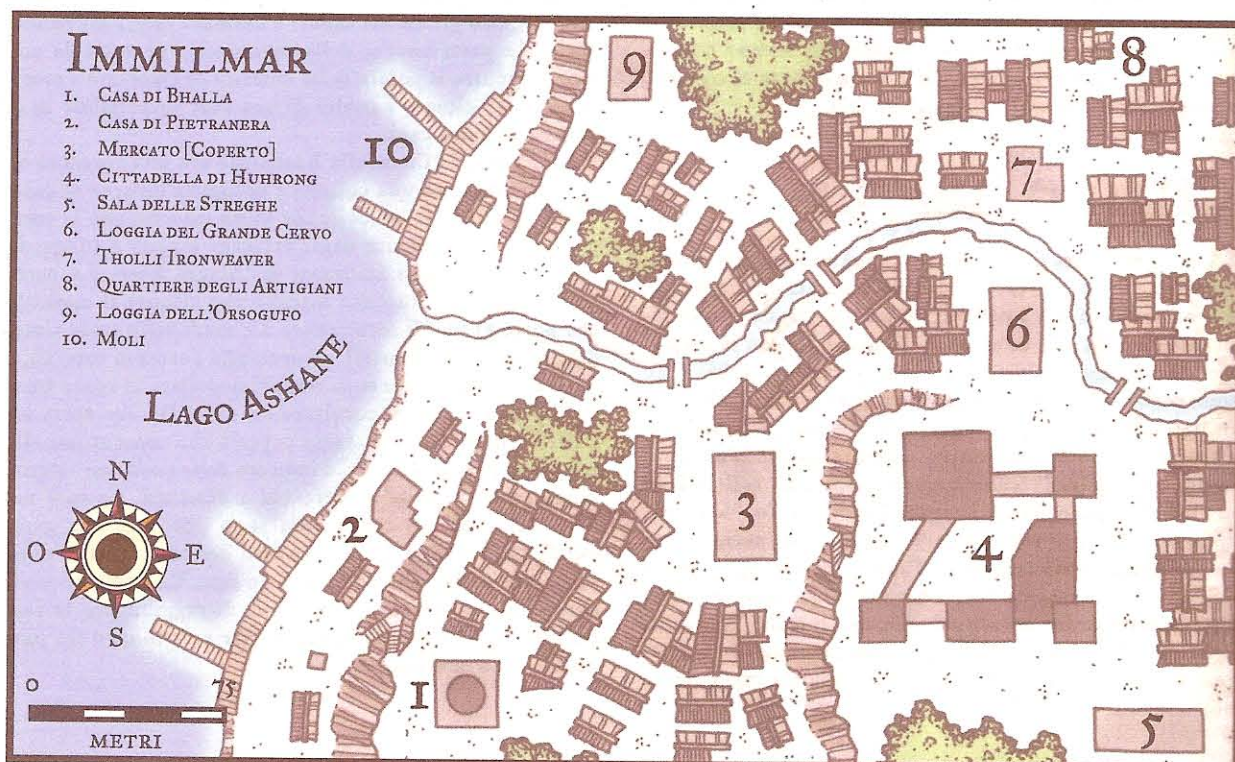 IMMILMAR
1. CASA DI BHALLA
2. CASA DI PIETRANERA
3. MERCATO [COPERTO]
4. CITTADELLA DI HUHRONG
5. SALA DELLE STREGHE
6. LOGGIA DEL GRANDE CERVO
7. THOLLI IRONWEAVER
8. QUARTIERE DEGLI ARTIGIANI
9. LOGGIA DELL'ORSOGUFO
10. MOLI
9
8
10
7
LAGO ASHANE
6
N
O
E
S
2
3
4
1
5
0
75
METRI